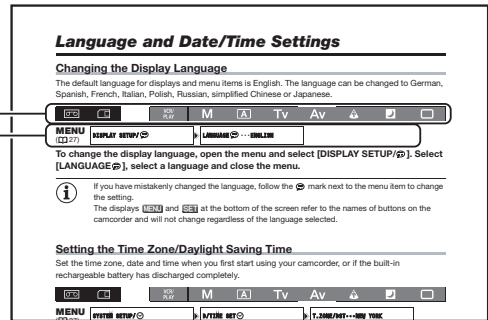 Language and Date/Time Settings
Changing the Display Language
The default language for displays and menu items is English. The language can be changed to German,
Spanish, French, Italian, Polish, Russian, simplified Chinese or Japanese.
VCR/
PLAY M A Tv Av
MENU
(27)
DISPLAY SETUP/ LANGUAGE ···ENGLISH
To change the display language, open the menu and select [DISPLAY SETUP/ ]. Select
[LANGUAGE ], select a language and close the menu.
i
If you have mistakenly changed the language, follow the mark next to the menu item to change
the setting.
The displays MENU and SET at the bottom of the screen refer to the names of buttons on the
camcorder and will not change regardless of the language selected.
Setting the Time Zone/Daylight Saving Time
Set the time zone, date and time when you first start using your camcorder, or if the built-in
rechargeable battery has discharged completely.
VCR/
PLAY M A Tv Av
MENU
(27)
SYSTEM SETUP/ D/TIME SET T.ZONE/DST···NEW YORK